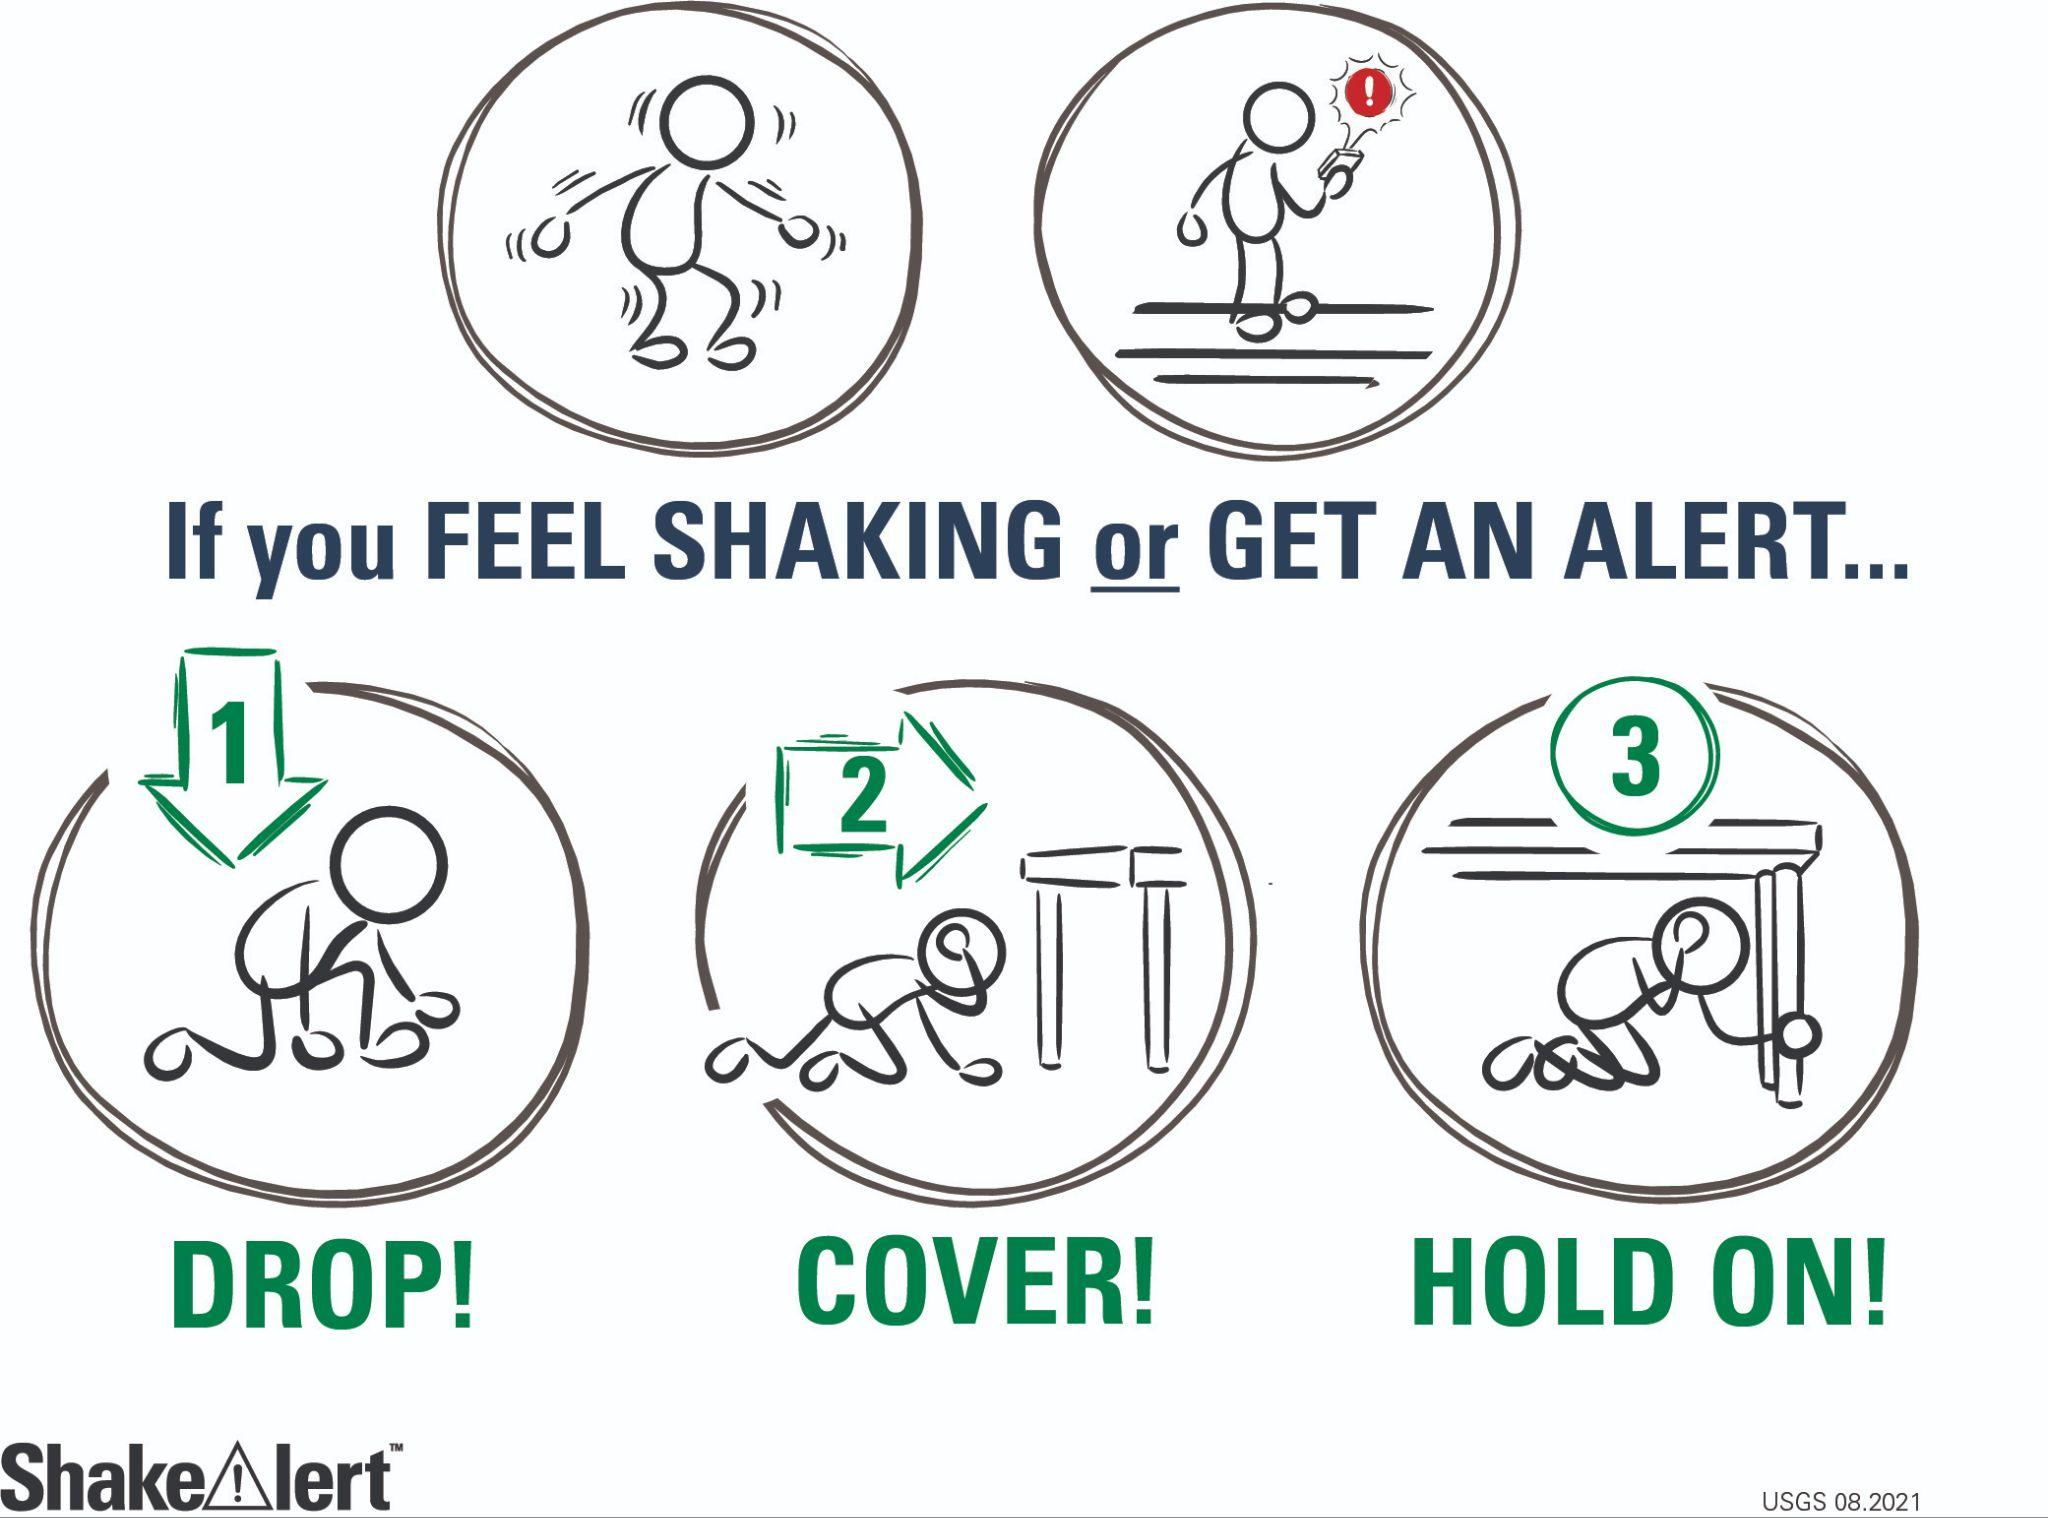 !
If you FEEL SHAKING or GET AN ALERT...
1
2
3
DROP!
COVER!
HOLD ON!
ShakeAlert™
!
USGS 08.2021